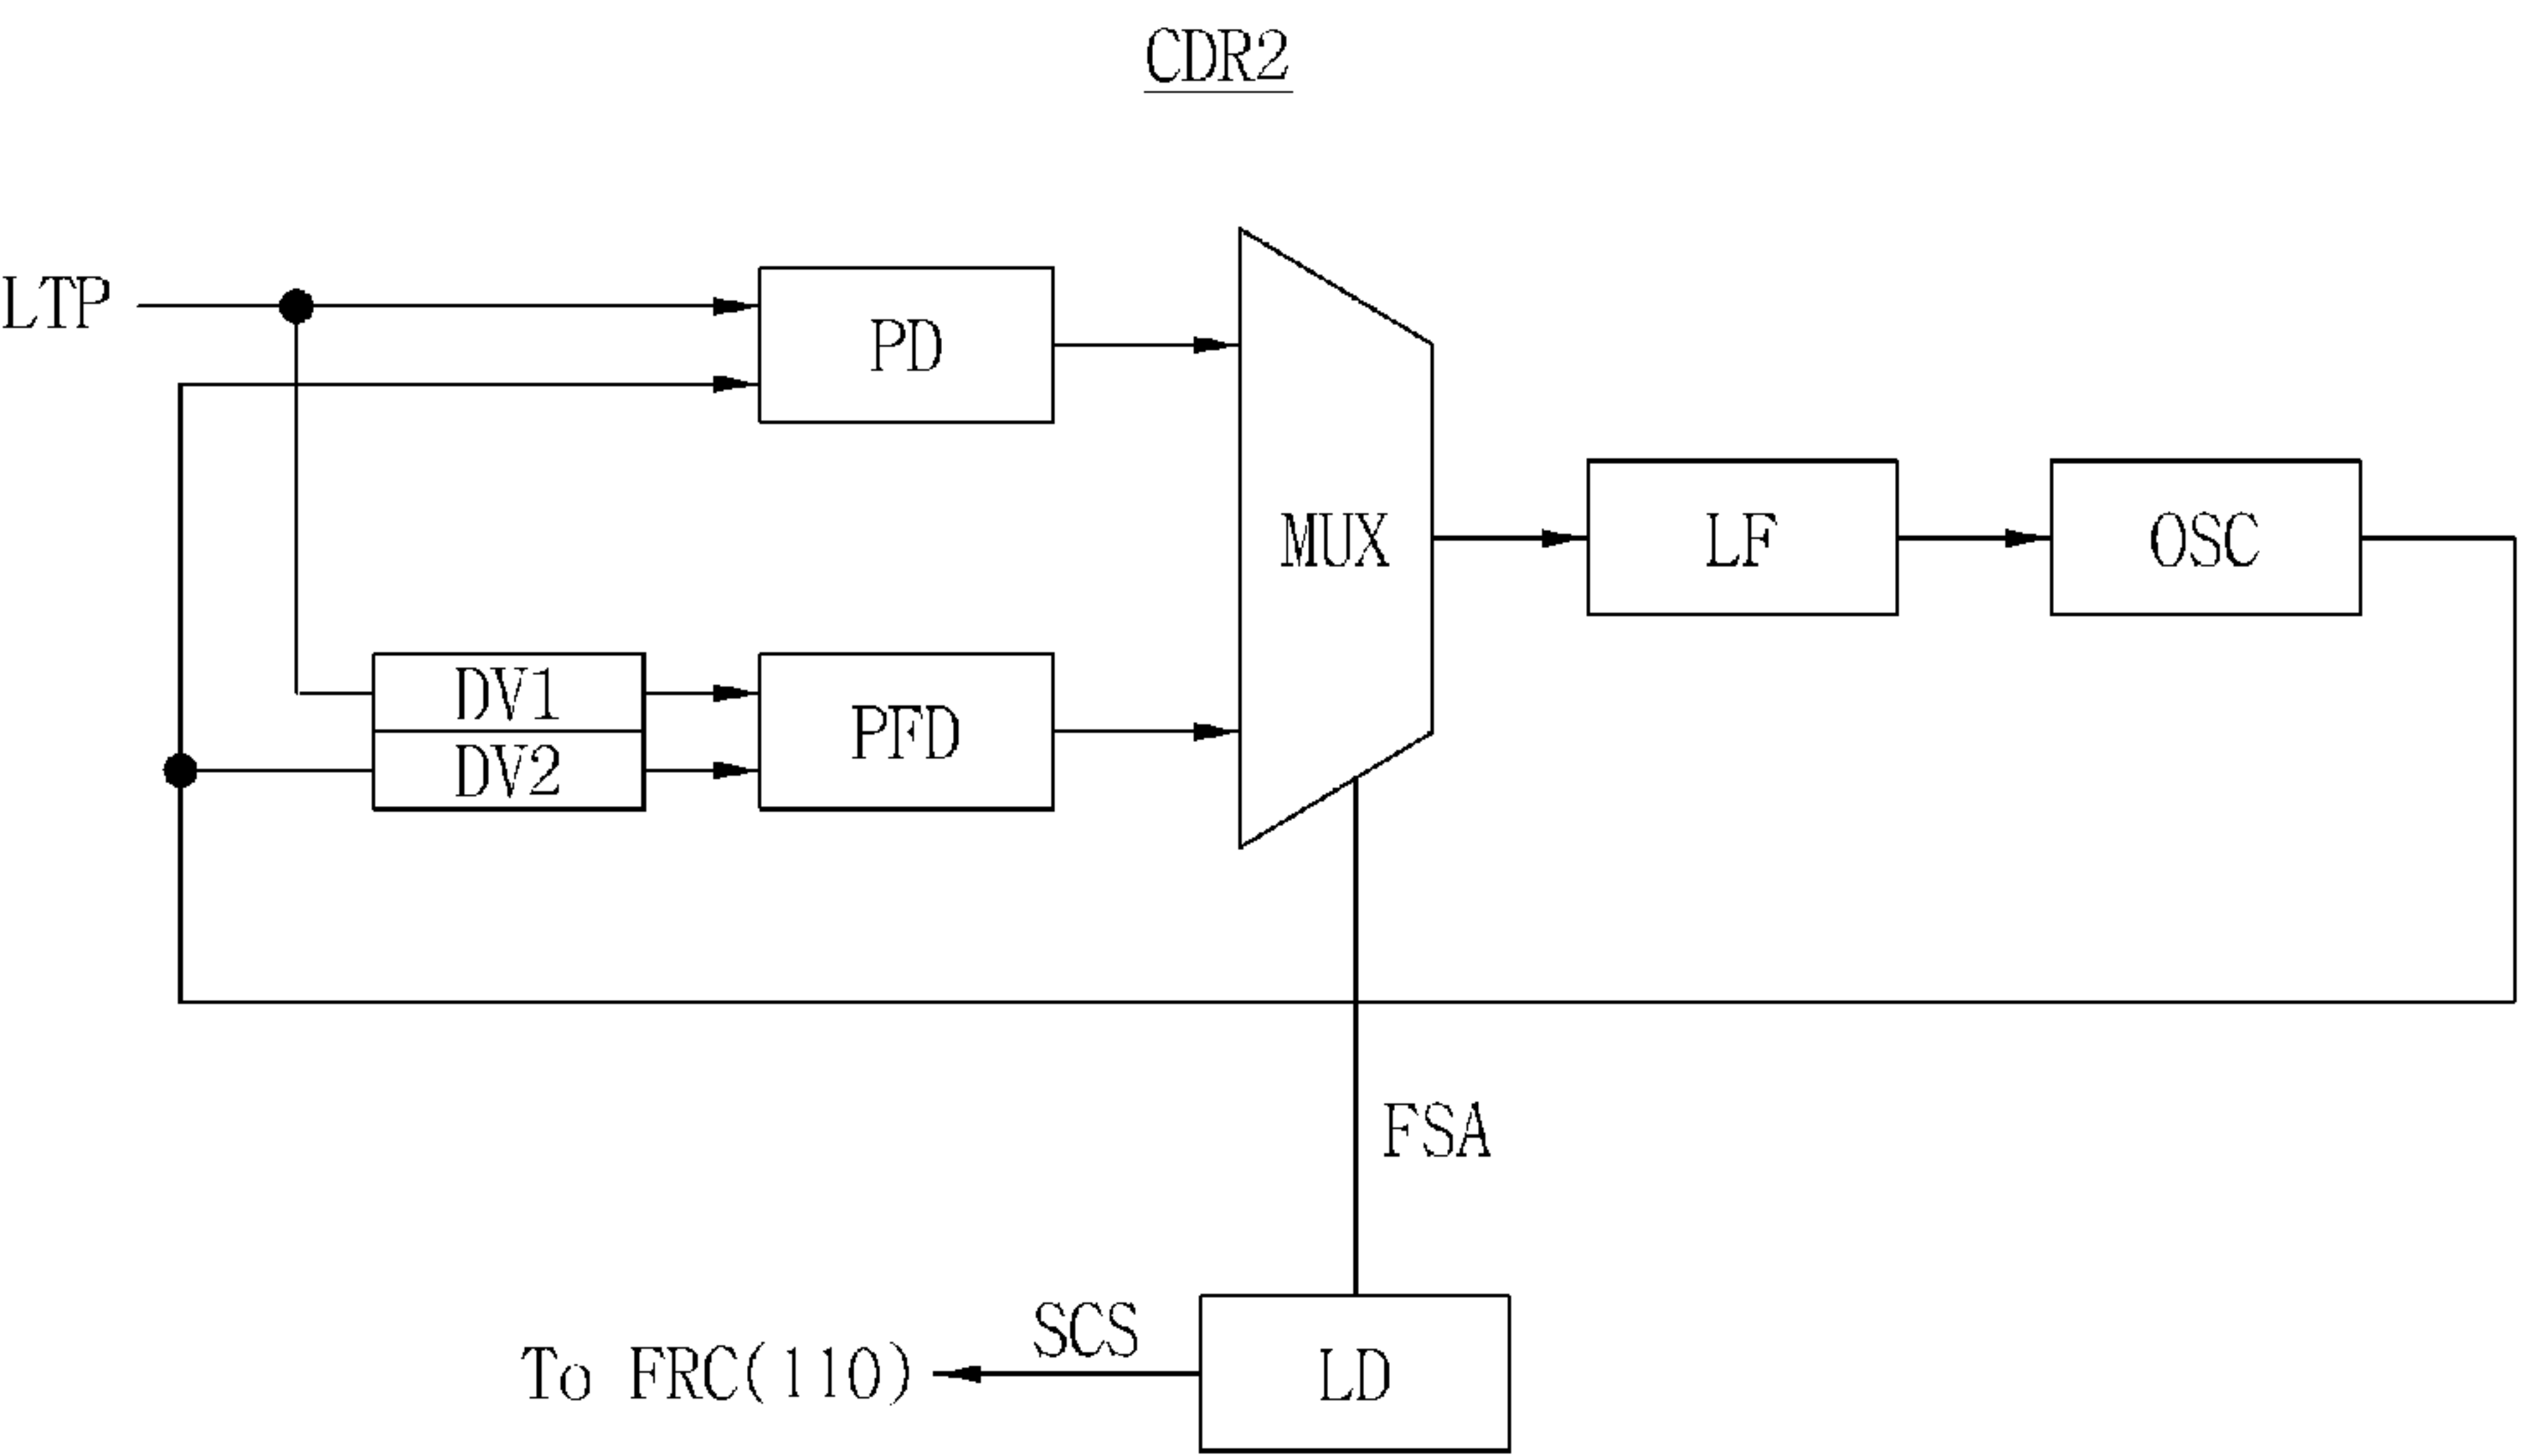 CDR2
LTP
PD
MUX
LF
OSC
DV1
PFD
DV2
FSA
SCS
To FRC(110)
LD